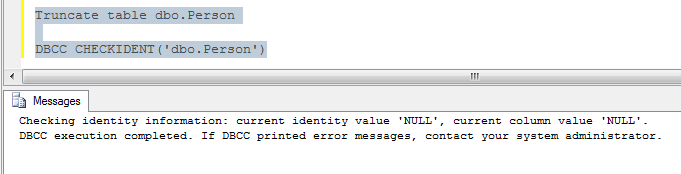 Truncate table dbo.Person
DBCC CHECKIDENT('dbo.Person')
Messages
Checking identity information: current identity value 'NULL', current column value 'NULL'.
DBCC execution completed. If DBCC printed error messages, contact your system administrator.